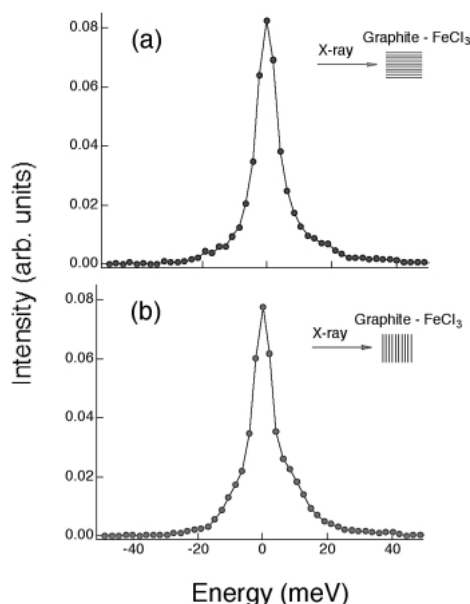 (a)
Graphite - FeCl3
X-ray
0.08
0.06
0.04
0.02
0.00
Intensity (arb. units)
(b)
Graphite - FeCl3
X-ray
0.08
0.06
0.04
0.02
0.00
-40 -20 0 20 40
Energy (meV)